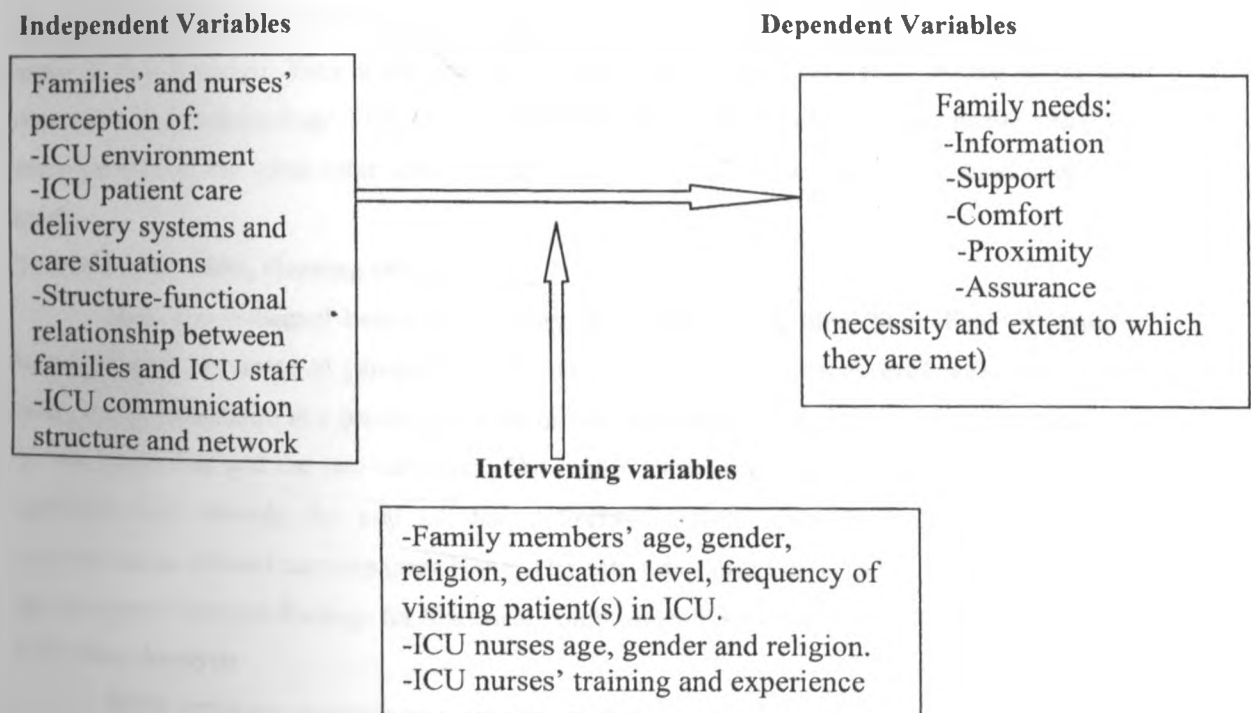 Independent Variables
Families' and nurses'
perception of:
-ICU environment
-ICU patient care
delivery systems and
care situations
-Structure-functional
relationship between
families and ICU staff
-ICU communication
structure and network
Dependent Variables
Family needs:
-Information
-Support
-Comfort
-Proximity
-Assurance
(necessity and extent to which
they are met)
Intervening variables
-Family members' age, gender,
religion, education level, frequency of
visiting patient(s) in ICU.
-ICU nurses age, gender and religion.
-ICU nurses' training and experience